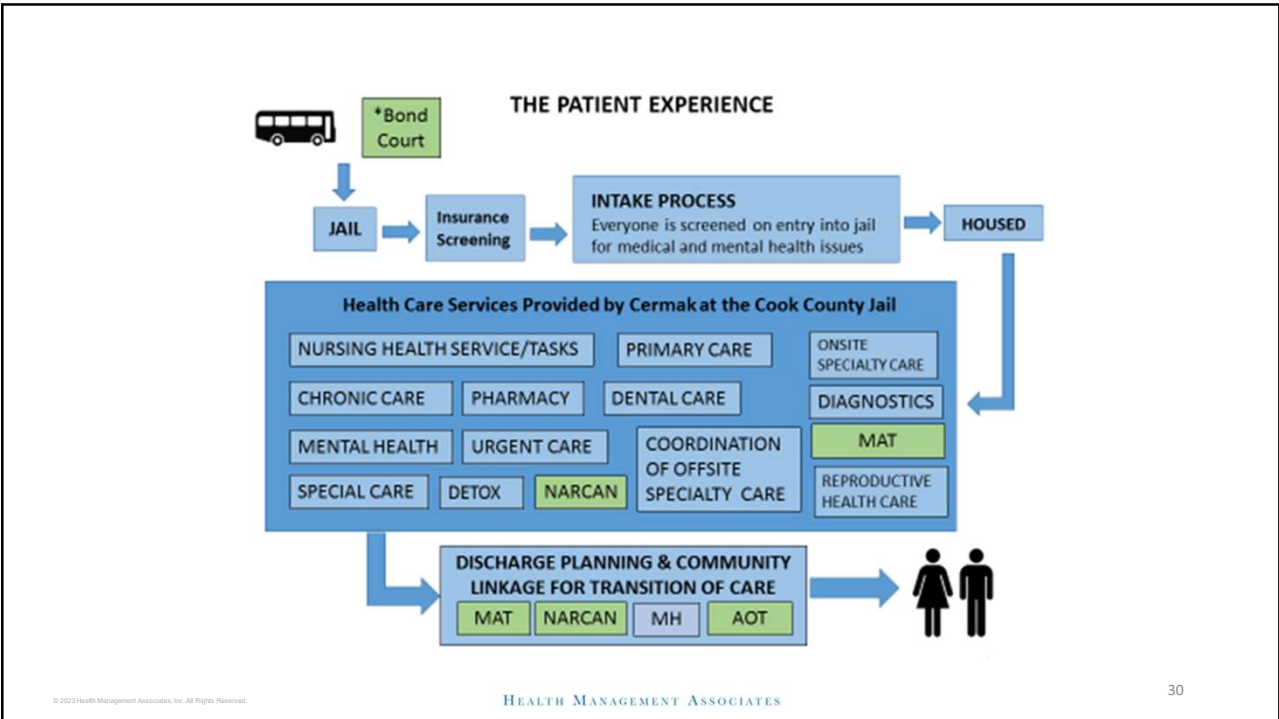 THE PATIENT EXPERIENCE
*Bond
Court
JAIL
Insurance
Screening
INTAKE PROCESS
Everyone is screened on entry into jail
for medical and mental health issues
HOUSED
Health Care Services Provided by Cermak at the Cook County Jail
NURSING HEALTH SERVICE/TASKS
PRIMARY CARE
ONSITE
SPECIALTY CARE
CHRONIC CARE
PHARMACY
DENTAL CARE
DIAGNOSTICS
MENTAL HEALTH
URGENT CARE
COORDINATION
OF OFFSITE
SPECIALTY CARE
MAT
SPECIAL CARE
DETOX
NARCAN
REPRODUCTIVE
HEALTH CARE
DISCHARGE PLANNING & COMMUNITY
LINKAGE FOR TRANSITION OF CARE
MAT
NARCAN
MH
AOT
© 2023 Health Management Associates, Inc. All Rights Reserved.
HEALTH MANAGEMENT ASSOCIATES
30